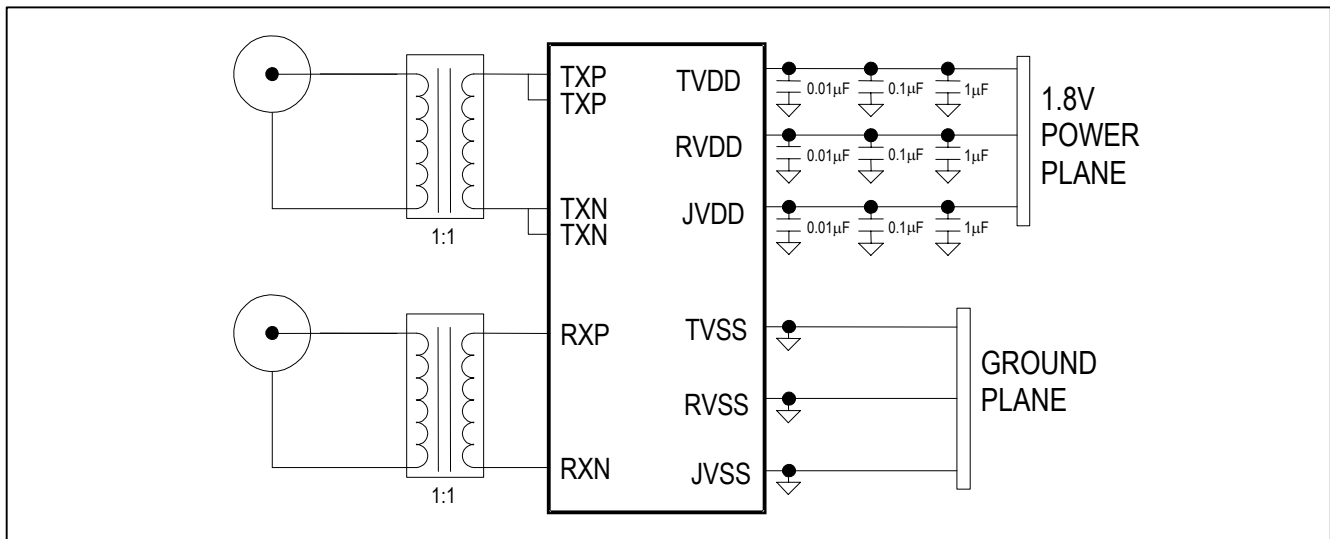 TXP
TXP
TXN
TXN
1:1
RXP
RXN
1:1
TVDD
0.01µF
0.1µF
1µF
RVDD
0.01µF
0.1µF
1µF
JVDD
0.01µF
0.1µF
1µF
1.8V
POWER
PLANE
TVSS
RVSS
JVSS
GROUND
PLANE